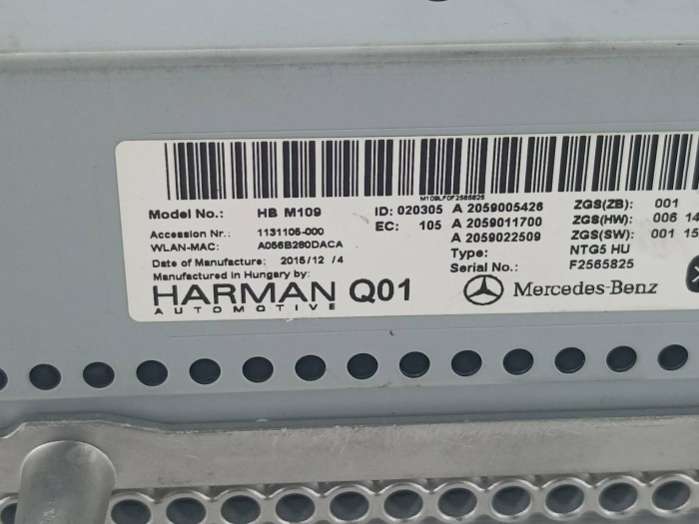 M109LF0F2565825
Model No.: HB M109 ID: 020305 A 2059005426 ZGS(ZB): 001
Accession Nr.: 1131105-000 EC: 105 A 2059011700 ZGS(HW): 006 14
WLAN-MAC: A056B280DACA A 2059022509 ZGS(SW): 001 15
Date of Manufacture: 2015/12 /4 Type: NTG5 HU
Manufactured in Hungary by: Serial No.: F2565825
HARMAN Q01 Mercedes-Benz
AUTOMOTIVE